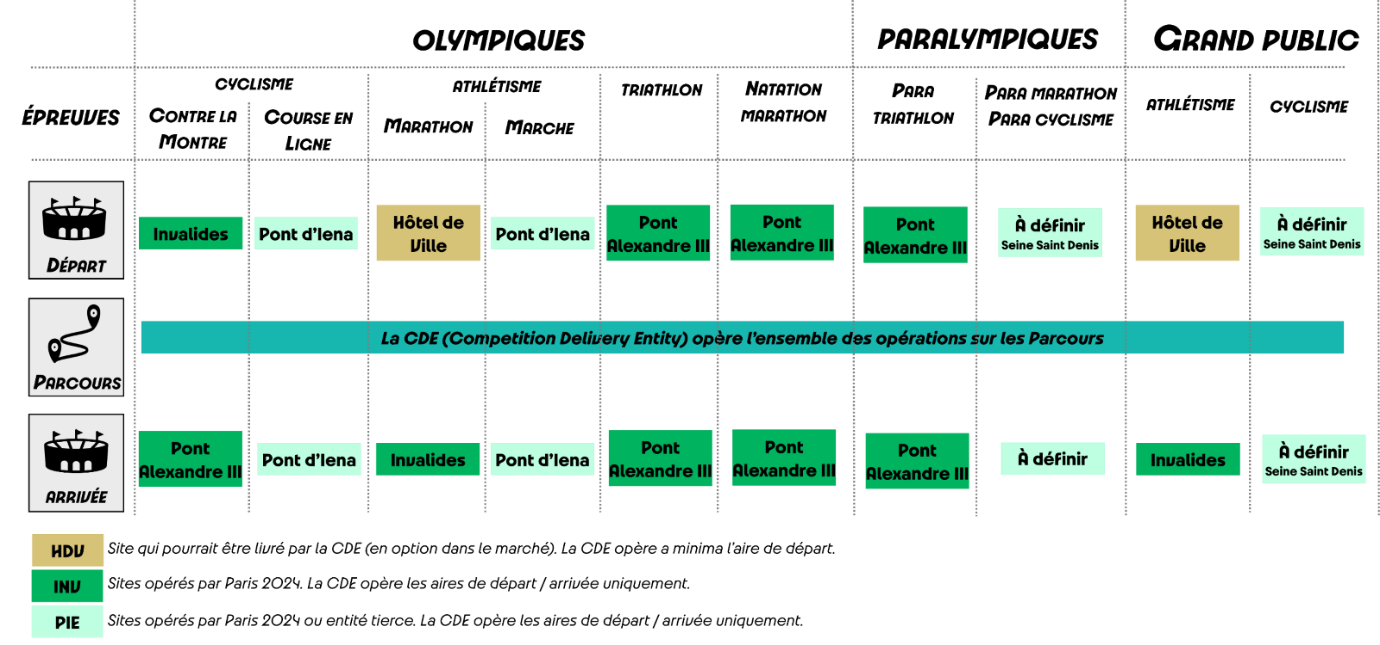 OLYMPIQUES
PARALYMPIQUES
GRAND PUBLIC
ÉPREUVES
CYCLISME
CONTRE LA
MONTRE
COURSE EN
LIGNE
ATHLÉTISME
MARATHON
MARCHE
TRIATHLON
NATATION
MARATHON
PARA
TRIATHLON
PARA MARATHON
PARA CYCLISME
ATHLÉTISME
CYCLISME
DÉPART
Invalides
Pont d'Iena
Hôtel de
Ville
Pont d'Iena
Pont
Alexandre III
Pont
Alexandre III
Pont
Alexandre III
À définir
Seine Saint Denis
Hôtel de
Ville
À définir
Seine Saint Denis
PARCOURS
La CDE (Competition Delivery Entity) opère l'ensemble des opérations sur les Parcours
ARRIVÉE
Pont
Alexandre III
Pont d'Iena
Invalides
Pont d'Iena
Pont
Alexandre III
Pont
Alexandre III
Pont
Alexandre III
À définir
Invalides
À définir
Seine Saint Denis
HDV Site qui pourrait être livré par la CDE (en option dans le marché). La CDE opère a minima l'aire de départ.
INV Sites opérés par Paris 2024. La CDE opère les aires de départ / arrivée uniquement.
PIE Sites opérés par Paris 2024 ou entité tierce. La CDE opère les aires de départ / arrivée uniquement.